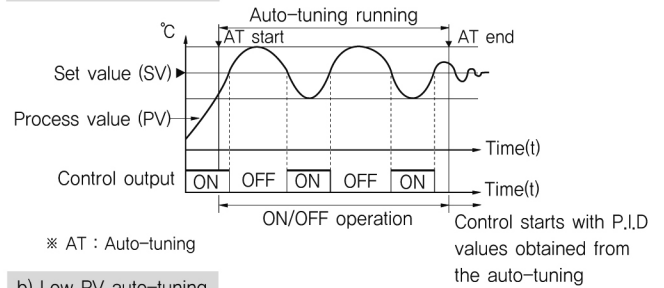 Auto-tuning running
℃
AT start
AT end
Set value (SV)
Process value (PV)
Time(t)
Control output
ON
OFF
ON
OFF
ON
Time(t)
ON/OFF operation
Control starts with P.I.D
values obtained from
the auto-tuning
※ AT : Auto-tuning
b) Low PV auto-tuning